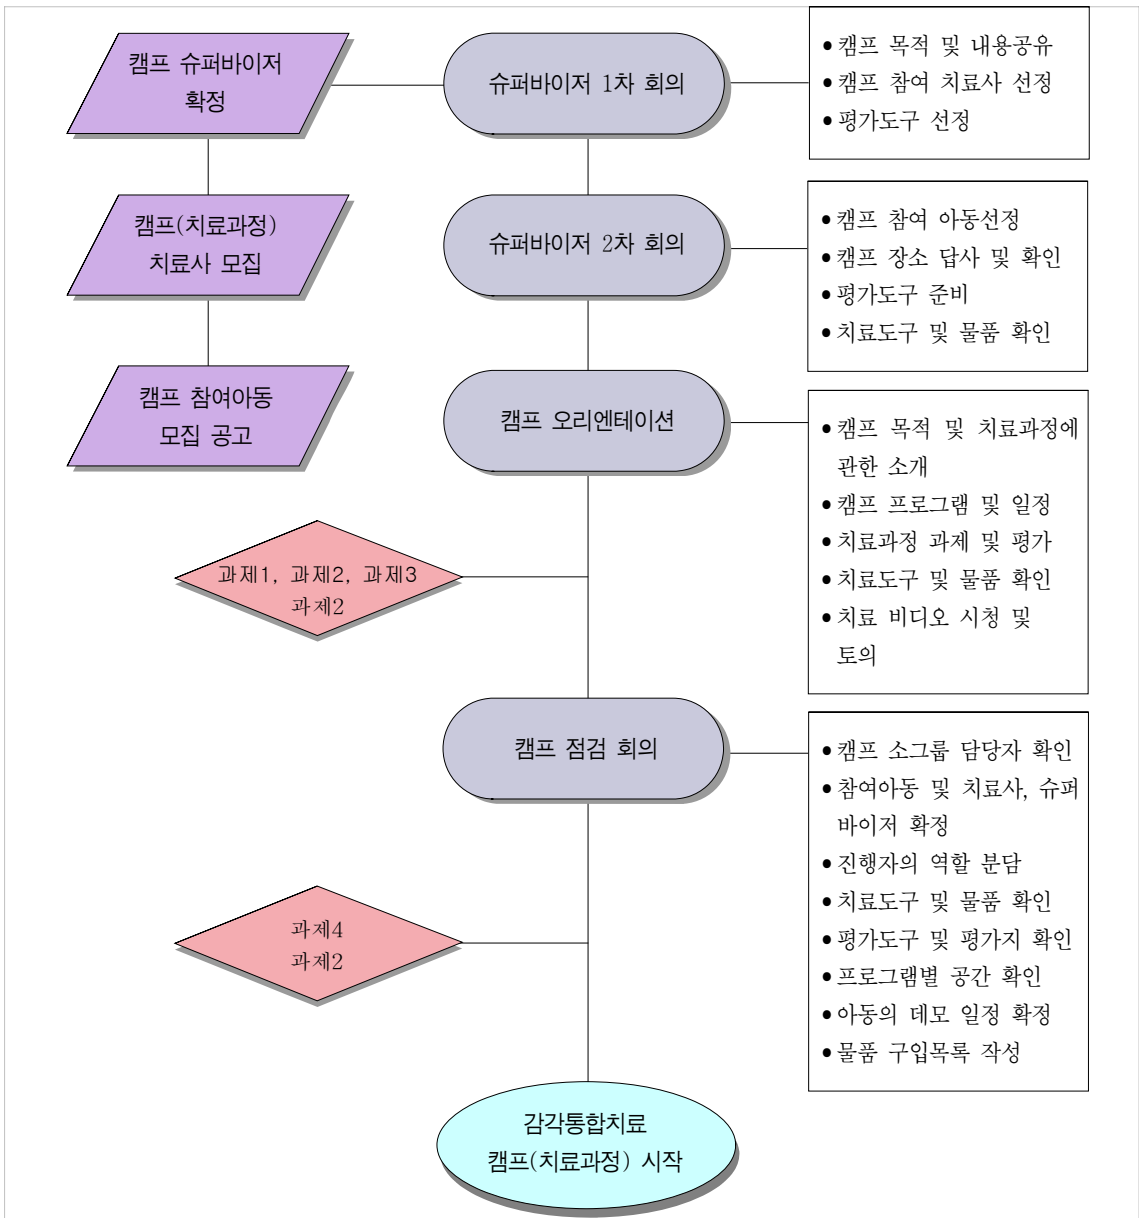 캠프 슈퍼바이저
확정
슈퍼바이저 1차 회의
• 캠프 목적 및 내용공유
• 캠프 참여 치료사 선정
• 평가도구 선정
캠프(치료과정)
치료사 모집
슈퍼바이저 2차 회의
• 캠프 참여 아동선정
• 캠프 장소 답사 및 확인
• 평가도구 준비
• 치료도구 및 물품 확인
캠프 참여아동
모집 공고
캠프 오리엔테이션
• 캠프 목적 및 치료과정에
관한 소개
• 캠프 프로그램 및 일정
• 치료과정 과제 및 평가
• 치료도구 및 물품 확인
• 치료 비디오 시청 및
토의
과제1, 과제2, 과제3
과제2
캠프 점검 회의
• 캠프 소그룹 담당자 확인
• 참여아동 및 치료사, 슈퍼
바이저 확정
• 진행자의 역할 분담
• 치료도구 및 물품 확인
• 평가도구 및 평가지 확인
• 프로그램별 공간 확인
• 아동의 데모 일정 확정
• 물품 구입목록 작성
과제4
과제2
감각통합치료
캠프(치료과정) 시작